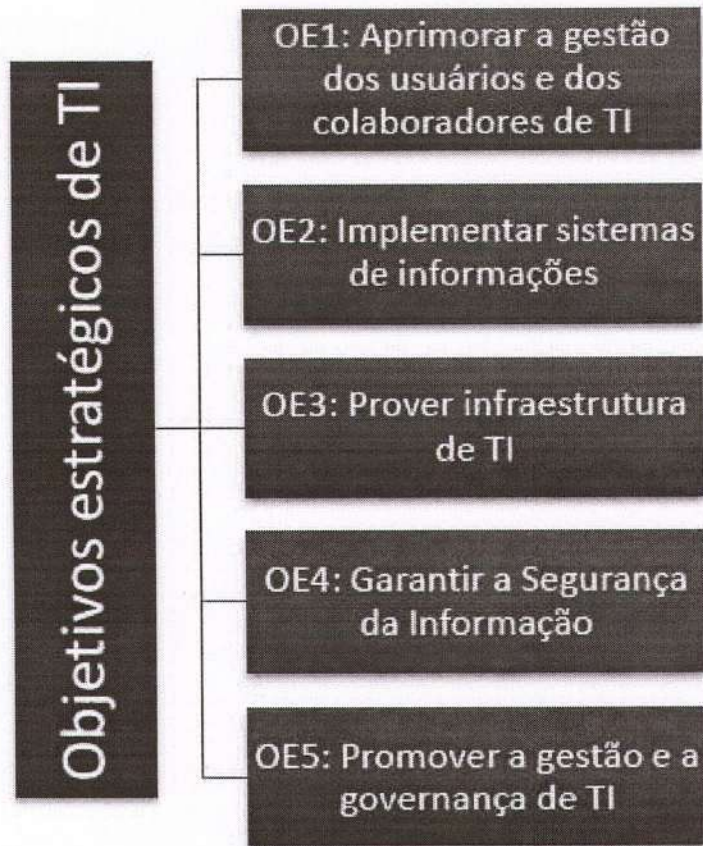 Objetivos estratégicos de TI
OE1: Aprimorar a gestão
dos usuários e dos
colaboradores de TI
OE2: Implementar sistemas
de informações
OE3: Prover infraestrutura
de TI
OE4: Garantir a Segurança
da Informação
OE5: Promover a gestão e a
governança de TI